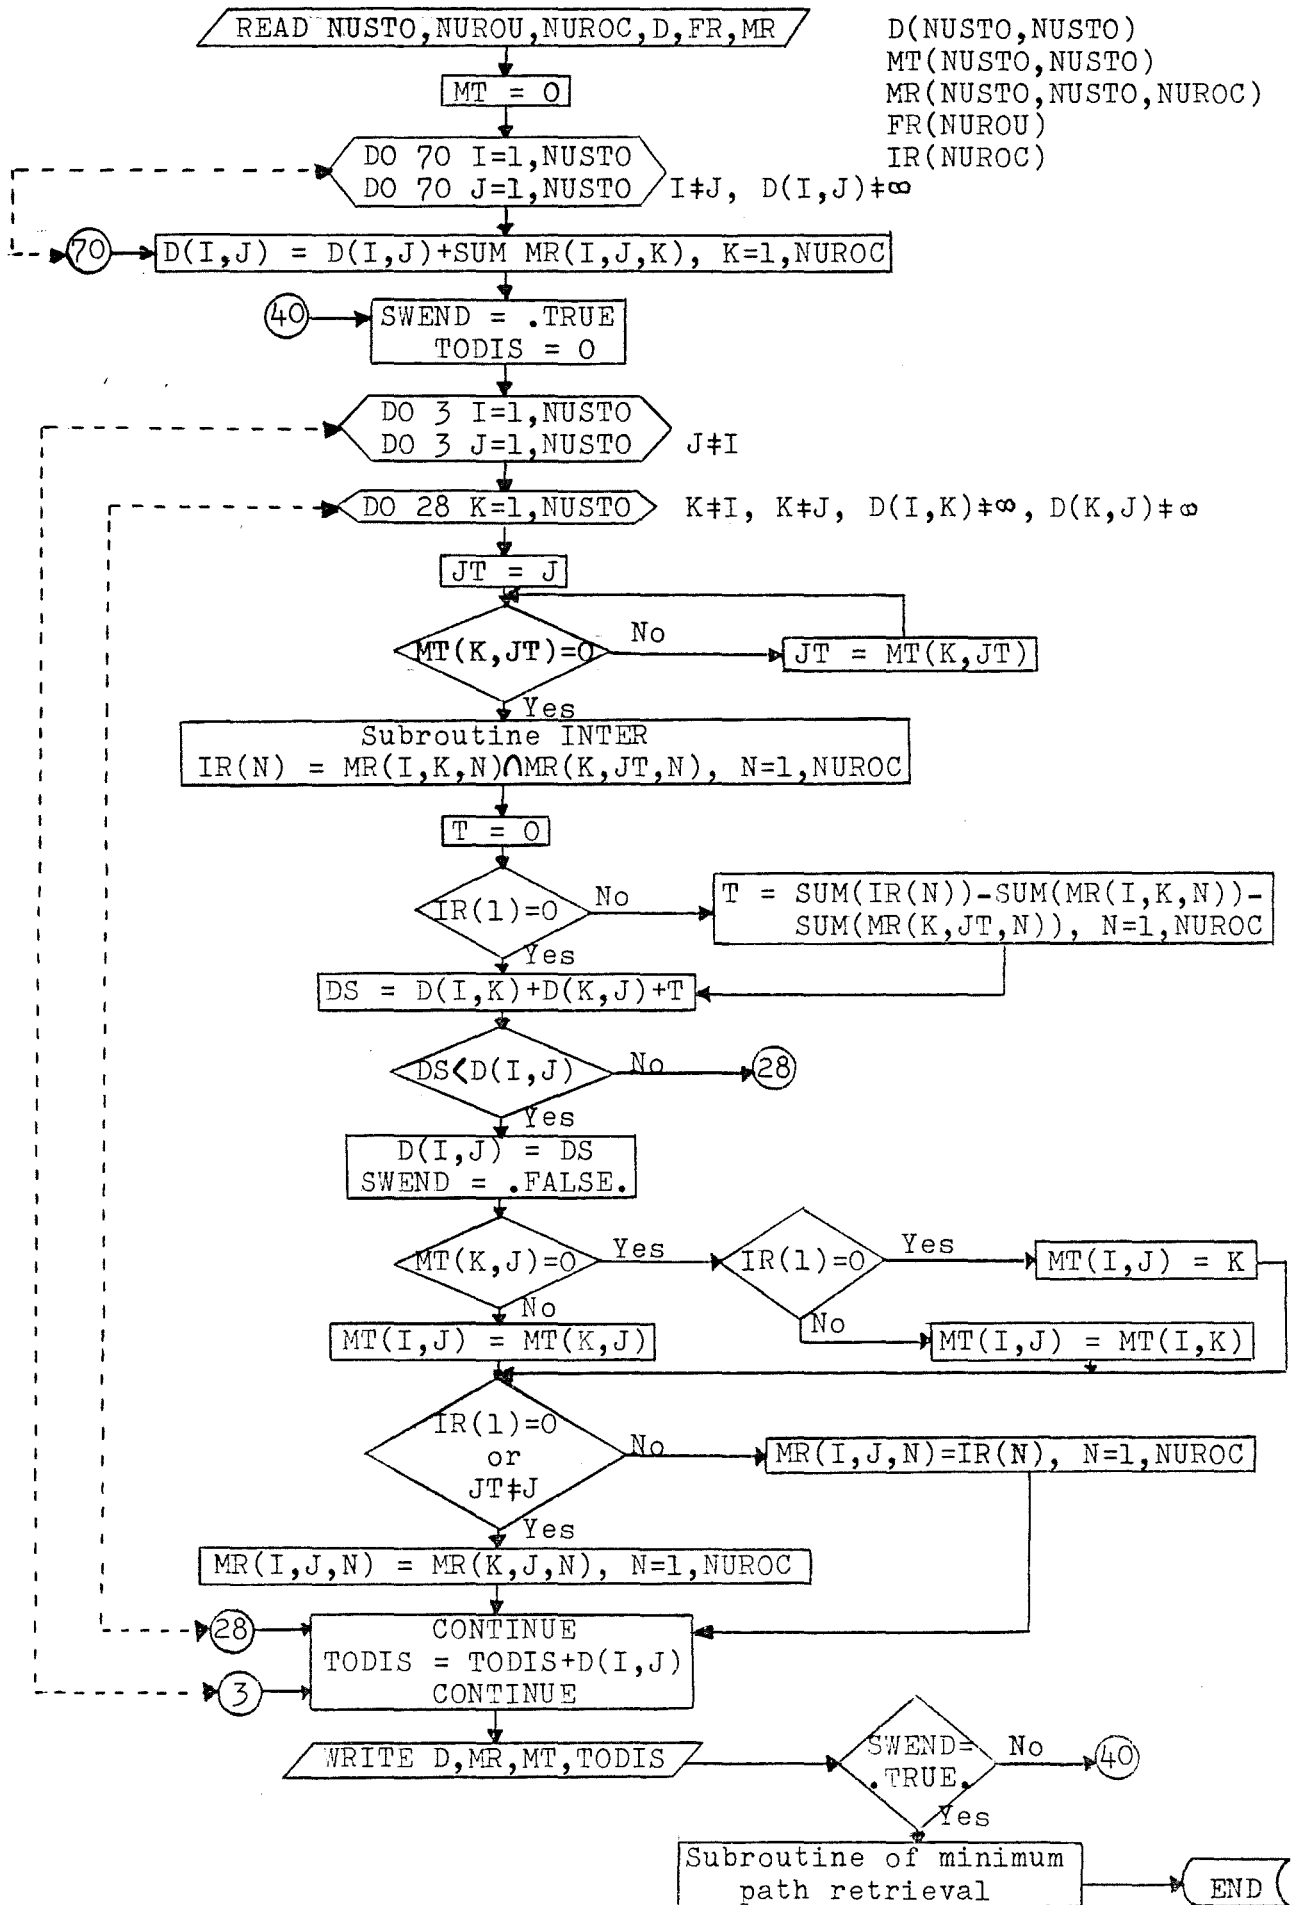 READ NUSTO,NUROU,NUROC,D,FR,MR
D(NUSTO,NUSTO)
MT(NUSTO,NUSTO)
MR(NUSTO,NUSTO,NUROC)
FR(NUROU)
IR(NUROC)
MT = 0
DO 70 I=1,NUSTO
DO 70 J=1,NUSTO
I‡J, D(I,J)‡∞
70
D(I,J) = D(I,J)+SUM MR(I,J,K), K=1,NUROC
40
SWEND = .TRUE
TODIS = 0
DO 3 I=1,NUSTO
DO 3 J=1,NUSTO
J‡I
DO 28 K=1,NUSTO
K‡I, K‡J, D(I,K)‡∞, D(K,J)‡∞
JT = J
MT(K,JT)=0
No
JT = MT(K,JT)
Yes
Subroutine INTER
IR(N) = MR(I,K,N)∩MR(K,JT,N), N=1,NUROC
T = 0
IR(1)=0
No
T = SUM(IR(N))-SUM(MR(I,K,N))-
SUM(MR(K,JT,N)), N=1,NUROC
Yes
DS = D(I,K)+D(K,J)+T
DS<D(I,J)
No
28
Yes
D(I,J) = DS
SWEND = .FALSE.
MT(K,J)=0
Yes
IR(1)=0
Yes
MT(I,J) = K
No
No
MT(I,J) = MT(K,J)
MT(I,J) = MT(I,K)
IR(1)=0
or
JT‡J
No
MR(I,J,N)=IR(N), N=1,NUROC
Yes
MR(I,J,N) = MR(K,J,N), N=1,NUROC
28
CONTINUE
TODIS = TODIS+D(I,J)
3
CONTINUE
WRITE D,MR,MT,TODIS
SWEND=
.TRUE.
No
40
Yes
Subroutine of minimum
path retrieval
END